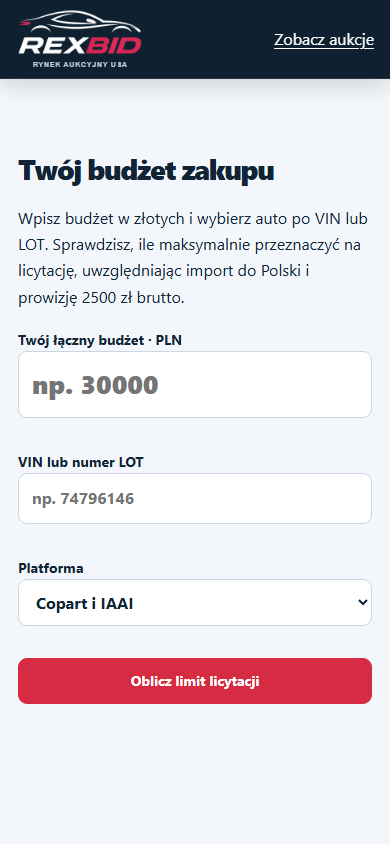 REXBID
RYNEK AUKCYJNY USA
Zobacz aukcje
Twój budżet zakupu
Wpisz budżet w złotych i wybierz auto po VIN lub
LOT. Sprawdzisz, ile maksymalnie przeznaczyć na
licytację, uwzględniając import do Polski i
prowizję 2500 zł brutto.
Twój łączny budżet · PLN
np. 30000
VIN lub numer LOT
np. 74796146
Platforma
Copart i IAAI
Oblicz limit licytacji